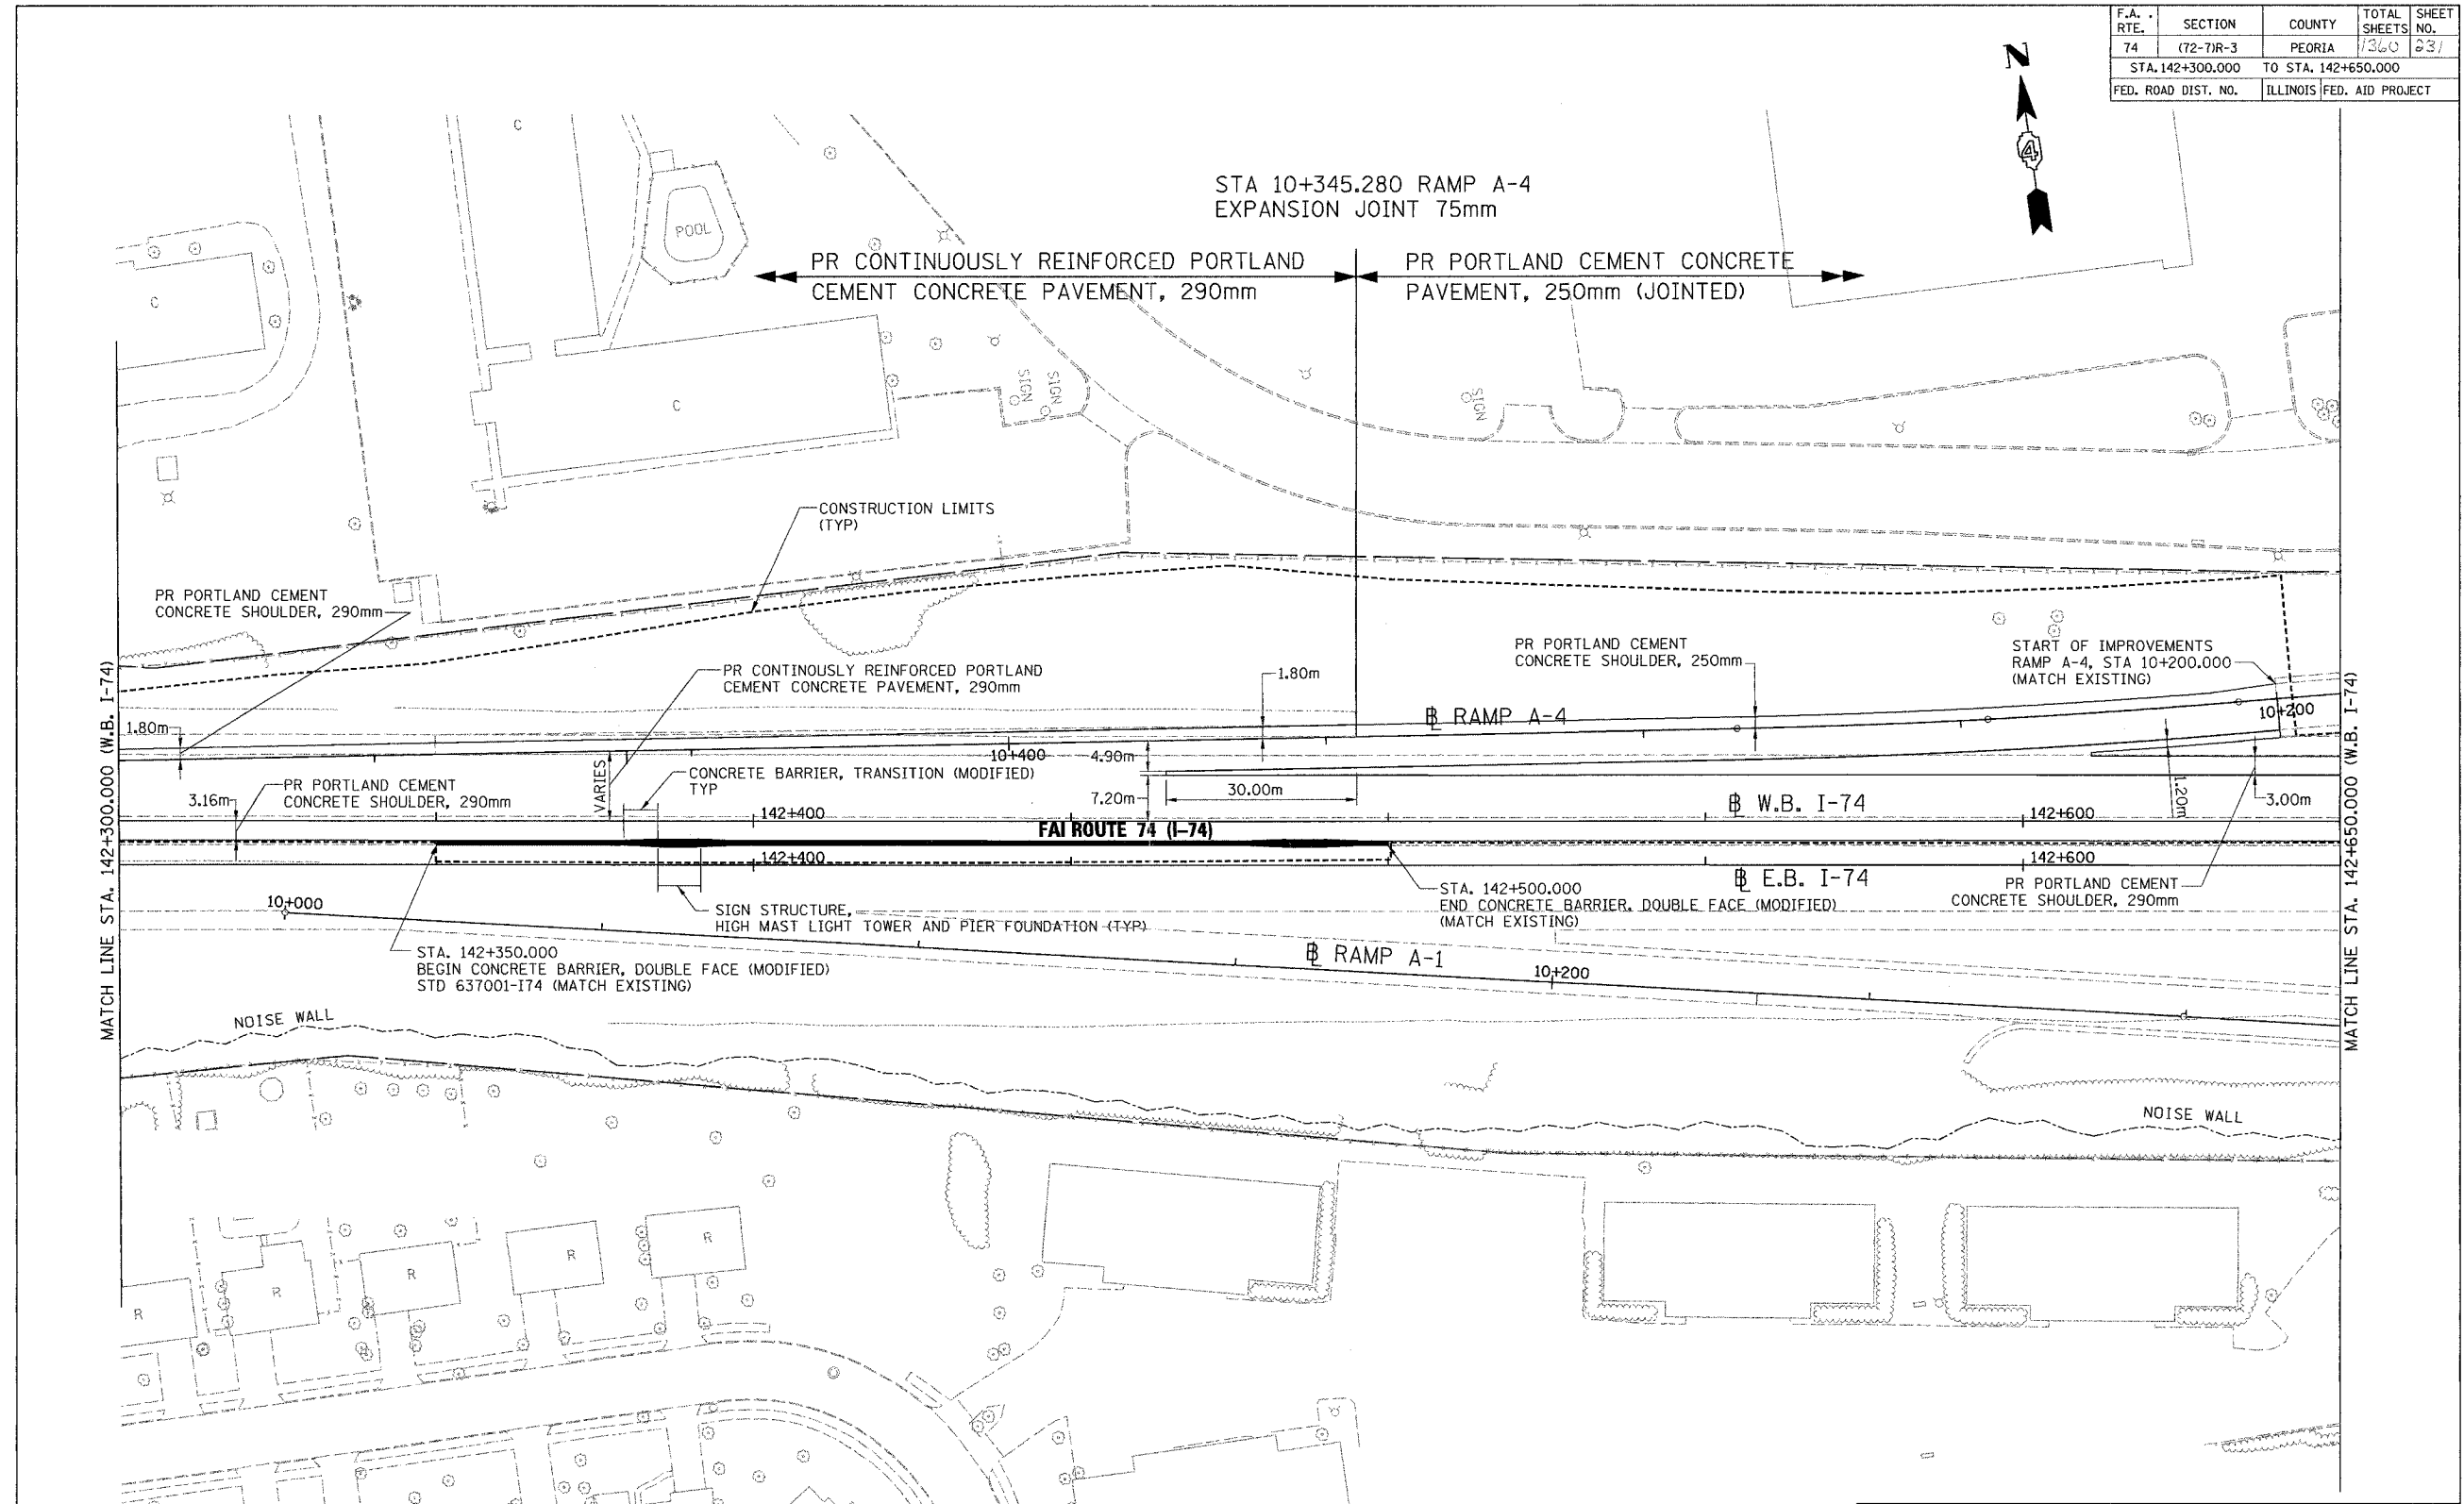 F.A. . RTE. SECTION COUNTY TOTAL SHEETS SHEET NO.
74 (72-7)R-3 PEORIA 1360 231
STA. 142+300.000 TO STA. 142+650.000
FED. ROAD DIST. NO. ILLINOIS FED. AID PROJECT
N
4
C
POOL
C
C
STA 10+345.280 RAMP A-4
EXPANSION JOINT 75mm
PR CONTINUOUSLY REINFORCED PORTLAND
CEMENT CONCRETE PAVEMENT, 290mm
PR PORTLAND CEMENT CONCRETE
PAVEMENT, 250mm (JOINTED)
SIGN
SIGN
SIGN
CONSTRUCTION LIMITS
(TYP)
PR PORTLAND CEMENT
CONCRETE SHOULDER, 290mm
PR CONTINOUSLY REINFORCED PORTLAND
CEMENT CONCRETE PAVEMENT, 290mm
1.80m
PR PORTLAND CEMENT
CONCRETE SHOULDER, 250mm
START OF IMPROVEMENTS
RAMP A-4, STA 10+200.000
(MATCH EXISTING)
MATCH LINE STA. 142+300.000 (W.B. I-74)
MATCH LINE STA. 142+650.000 (W.B. I-74)
1.80m
℄ RAMP A-4
10+200
10+400
4.90m
VARIES
CONCRETE BARRIER, TRANSITION (MODIFIED)
TYP
PR PORTLAND CEMENT
CONCRETE SHOULDER, 290mm
3.16m
7.20m
30.00m
℄ W.B. I-74
1.20m
3.00m
142+400
142+600
FAI ROUTE 74 (I-74)
142+400
142+600
℄ E.B. I-74
STA. 142+500.000
END CONCRETE BARRIER, DOUBLE FACE (MODIFIED)
(MATCH EXISTING)
PR PORTLAND CEMENT
CONCRETE SHOULDER, 290mm
10+000
SIGN STRUCTURE,
HIGH MAST LIGHT TOWER AND PIER FOUNDATION (TYP)
STA. 142+350.000
BEGIN CONCRETE BARRIER, DOUBLE FACE (MODIFIED)
STD 637001-I74 (MATCH EXISTING)
℄ RAMP A-1
10+200
NOISE WALL
NOISE WALL
R
R
R
R
R